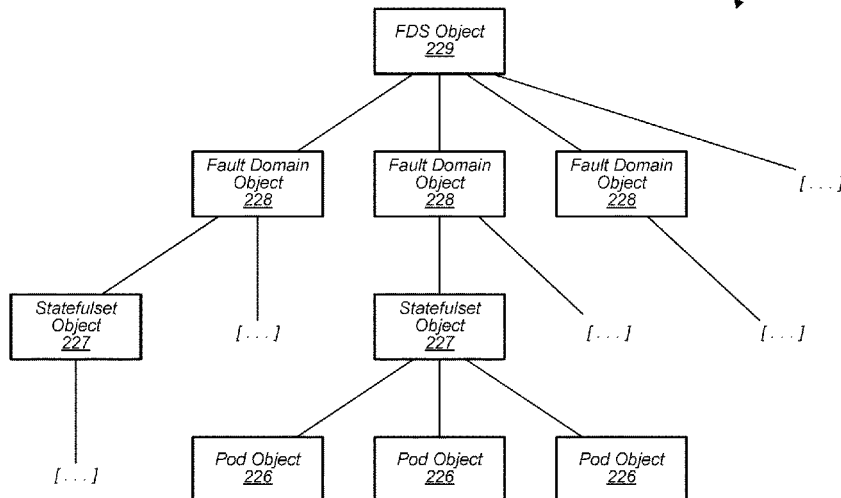 FDS Object
229
Fault Domain
Object
228
Fault Domain
Object
228
Fault Domain
Object
228
[ . . . ]
Statefulset
Object
227
[ . . . ]
Statefulset
Object
227
[ . . . ]
[ . . . ]
[ . . . ]
Pod Object
226
Pod Object
226
Pod Object
226